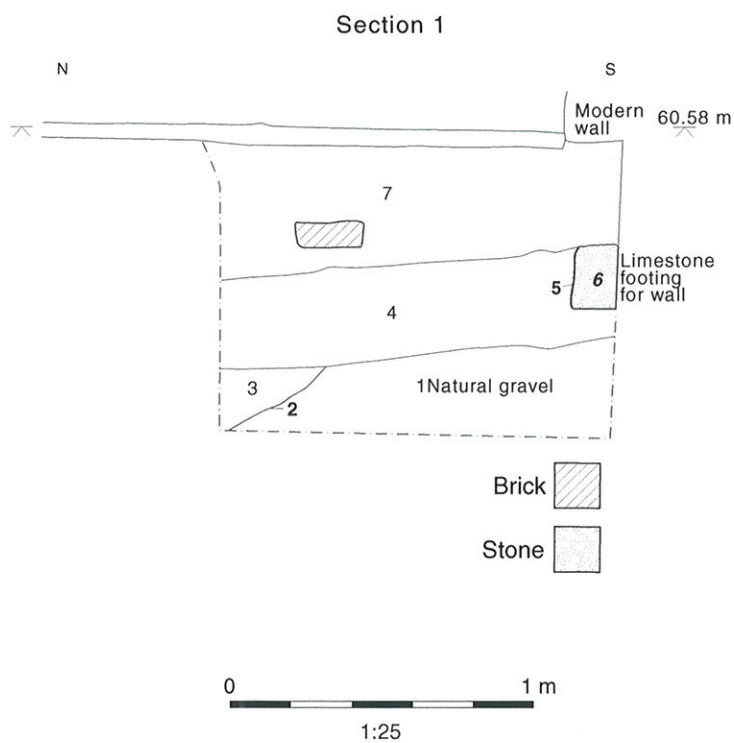 Section 1
N
S
Modern
wall
60.58 m
7
Limestone
footing
for wall
5
6
4
3
1Natural gravel
2
Brick
Stone
0
1 m
1:25